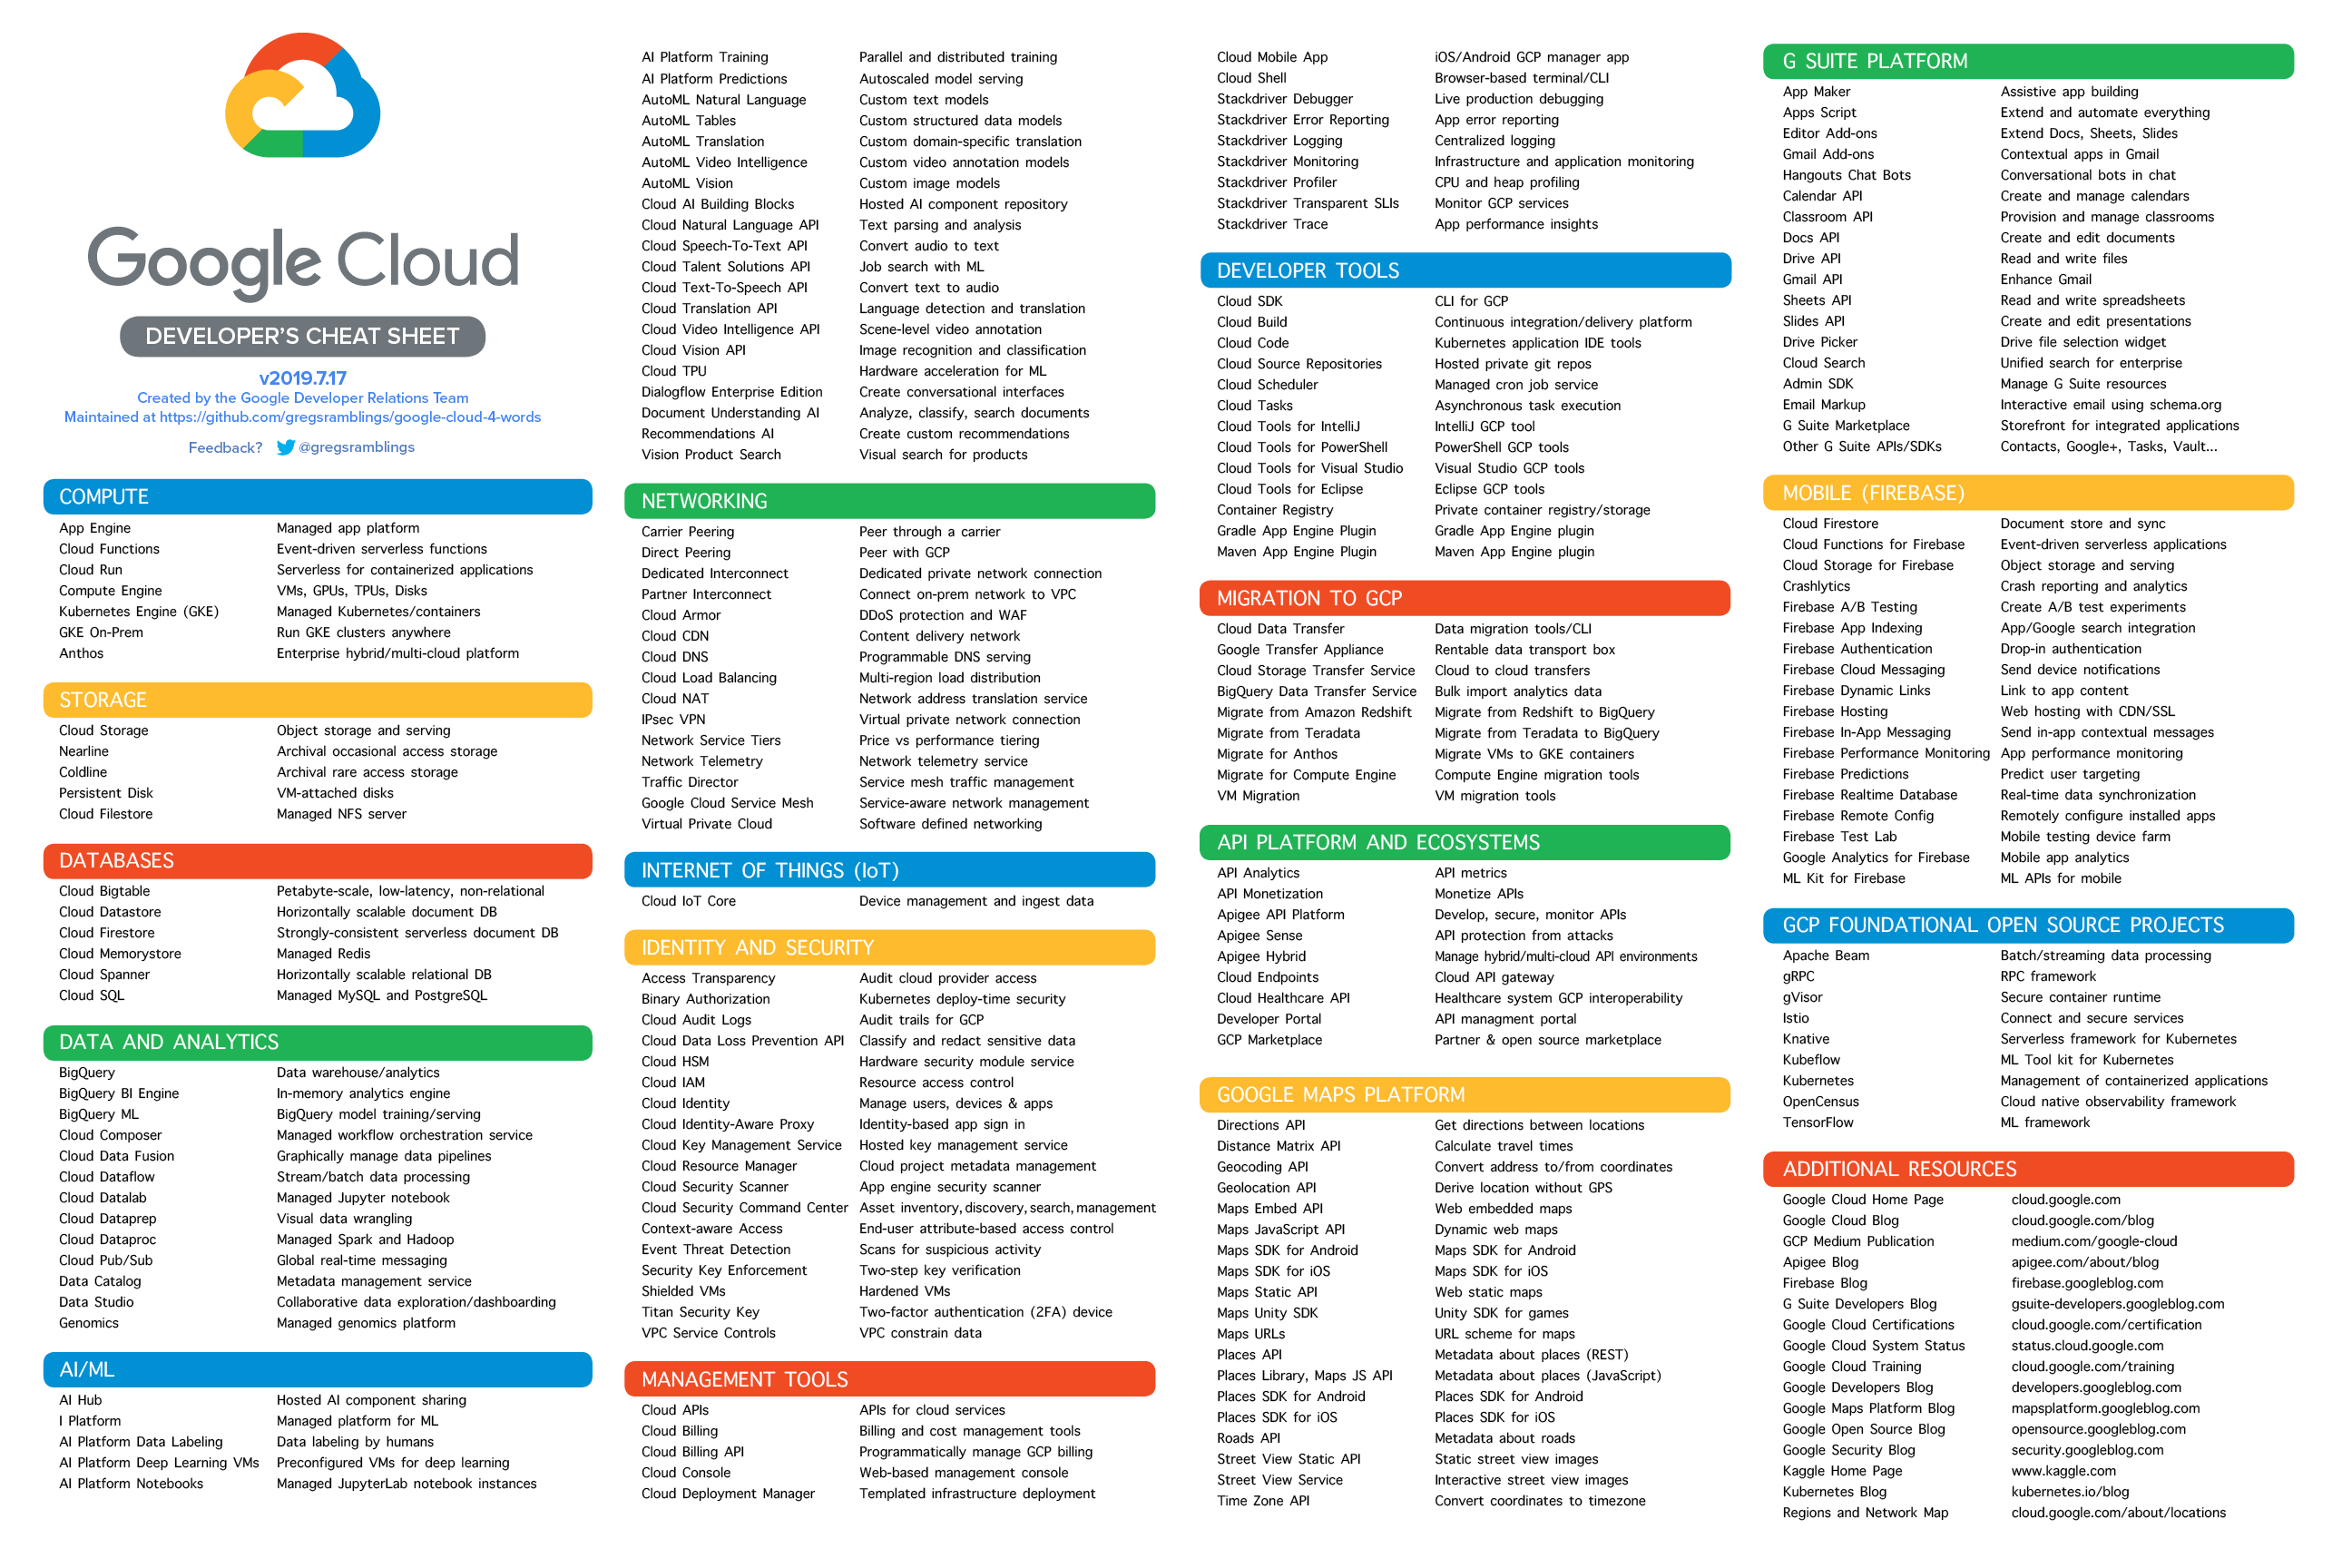 Google Cloud
DEVELOPER'S CHEAT SHEET
v2019.7.17
Created by the Google Developer Relations Team
Maintained at https://github.com/gregsramblings/google-cloud-4-words
Feedback? @gregsramblings
COMPUTE
App Engine Managed app platform
Cloud Functions Event-driven serverless functions
Cloud Run Serverless for containerized applications
Compute Engine VMs, GPUs, TPUs, Disks
Kubernetes Engine (GKE) Managed Kubernetes/containers
GKE On-Prem Run GKE clusters anywhere
Anthos Enterprise hybrid/multi-cloud platform
STORAGE
Cloud Storage Object storage and serving
Nearline Archival occasional access storage
Coldline Archival rare access storage
Persistent Disk VM-attached disks
Cloud Filestore Managed NFS server
DATABASES
Cloud Bigtable Petabyte-scale, low-latency, non-relational
Cloud Datastore Horizontally scalable document DB
Cloud Firestore Strongly-consistent serverless document DB
Cloud Memorystore Managed Redis
Cloud Spanner Horizontally scalable relational DB
Cloud SQL Managed MySQL and PostgreSQL
DATA AND ANALYTICS
BigQuery Data warehouse/analytics
BigQuery BI Engine In-memory analytics engine
BigQuery ML BigQuery model training/serving
Cloud Composer Managed workflow orchestration service
Cloud Data Fusion Graphically manage data pipelines
Cloud Dataflow Stream/batch data processing
Cloud Datalab Managed Jupyter notebook
Cloud Dataprep Visual data wrangling
Cloud Dataproc Managed Spark and Hadoop
Cloud Pub/Sub Global real-time messaging
Data Catalog Metadata management service
Data Studio Collaborative data exploration/dashboarding
Genomics Managed genomics platform
AI/ML
AI Hub Hosted AI component sharing
I Platform Managed platform for ML
AI Platform Data Labeling Data labeling by humans
AI Platform Deep Learning VMs Preconfigured VMs for deep learning
AI Platform Notebooks Managed JupyterLab notebook instances
AI Platform Training Parallel and distributed training
AI Platform Predictions Autoscaled model serving
AutoML Natural Language Custom text models
AutoML Tables Custom structured data models
AutoML Translation Custom domain-specific translation
AutoML Video Intelligence Custom video annotation models
AutoML Vision Custom image models
Cloud AI Building Blocks Hosted AI component repository
Cloud Natural Language API Text parsing and analysis
Cloud Speech-To-Text API Convert audio to text
Cloud Talent Solutions API Job search with ML
Cloud Text-To-Speech API Convert text to audio
Cloud Translation API Language detection and translation
Cloud Video Intelligence API Scene-level video annotation
Cloud Vision API Image recognition and classification
Cloud TPU Hardware acceleration for ML
Dialogflow Enterprise Edition Create conversational interfaces
Document Understanding AI Analyze, classify, search documents
Recommendations AI Create custom recommendations
Vision Product Search Visual search for products
NETWORKING
Carrier Peering Peer through a carrier
Direct Peering Peer with GCP
Dedicated Interconnect Dedicated private network connection
Partner Interconnect Connect on-prem network to VPC
Cloud Armor DDoS protection and WAF
Cloud CDN Content delivery network
Cloud DNS Programmable DNS serving
Cloud Load Balancing Multi-region load distribution
Cloud NAT Network address translation service
IPsec VPN Virtual private network connection
Network Service Tiers Price vs performance tiering
Network Telemetry Network telemetry service
Traffic Director Service mesh traffic management
Google Cloud Service Mesh Service-aware network management
Virtual Private Cloud Software defined networking
INTERNET OF THINGS (IoT)
Cloud IoT Core Device management and ingest data
IDENTITY AND SECURITY
Access Transparency Audit cloud provider access
Binary Authorization Kubernetes deploy-time security
Cloud Audit Logs Audit trails for GCP
Cloud Data Loss Prevention API Classify and redact sensitive data
Cloud HSM Hardware security module service
Cloud IAM Resource access control
Cloud Identity Manage users, devices & apps
Cloud Identity-Aware Proxy Identity-based app sign in
Cloud Key Management Service Hosted key management service
Cloud Resource Manager Cloud project metadata management
Cloud Security Scanner App engine security scanner
Cloud Security Command Center Asset inventory, discovery, search, management
Context-aware Access End-user attribute-based access control
Event Threat Detection Scans for suspicious activity
Security Key Enforcement Two-step key verification
Shielded VMs Hardened VMs
Titan Security Key Two-factor authentication (2FA) device
VPC Service Controls VPC constrain data
MANAGEMENT TOOLS
Cloud APIs APIs for cloud services
Cloud Billing Billing and cost management tools
Cloud Billing API Programmatically manage GCP billing
Cloud Console Web-based management console
Cloud Deployment Manager Templated infrastructure deployment
Cloud Mobile App iOS/Android GCP manager app
Cloud Shell Browser-based terminal/CLI
Stackdriver Debugger Live production debugging
Stackdriver Error Reporting App error reporting
Stackdriver Logging Centralized logging
Stackdriver Monitoring Infrastructure and application monitoring
Stackdriver Profiler CPU and heap profiling
Stackdriver Transparent SLIs Monitor GCP services
Stackdriver Trace App performance insights
DEVELOPER TOOLS
Cloud SDK CLI for GCP
Cloud Build Continuous integration/delivery platform
Cloud Code Kubernetes application IDE tools
Cloud Source Repositories Hosted private git repos
Cloud Scheduler Managed cron job service
Cloud Tasks Asynchronous task execution
Cloud Tools for IntelliJ IntelliJ GCP tool
Cloud Tools for PowerShell PowerShell GCP tools
Cloud Tools for Visual Studio Visual Studio GCP tools
Cloud Tools for Eclipse Eclipse GCP tools
Container Registry Private container registry/storage
Gradle App Engine Plugin Gradle App Engine plugin
Maven App Engine Plugin Maven App Engine plugin
MIGRATION TO GCP
Cloud Data Transfer Data migration tools/CLI
Google Transfer Appliance Rentable data transport box
Cloud Storage Transfer Service Cloud to cloud transfers
BigQuery Data Transfer Service Bulk import analytics data
Migrate from Amazon Redshift Migrate from Redshift to BigQuery
Migrate from Teradata Migrate from Teradata to BigQuery
Migrate for Anthos Migrate VMs to GKE containers
Migrate for Compute Engine Compute Engine migration tools
VM Migration VM migration tools
API PLATFORM AND ECOSYSTEMS
API Analytics API metrics
API Monetization Monetize APIs
Apigee API Platform Develop, secure, monitor APIs
Apigee Sense API protection from attacks
Apigee Hybrid Manage hybrid/multi-cloud API environments
Cloud Endpoints Cloud API gateway
Cloud Healthcare API Healthcare system GCP interoperability
Developer Portal API managment portal
GCP Marketplace Partner & open source marketplace
GOOGLE MAPS PLATFORM
Directions API Get directions between locations
Distance Matrix API Calculate travel times
Geocoding API Convert address to/from coordinates
Geolocation API Derive location without GPS
Maps Embed API Web embedded maps
Maps JavaScript API Dynamic web maps
Maps SDK for Android Maps SDK for Android
Maps SDK for iOS Maps SDK for iOS
Maps Static API Web static maps
Maps Unity SDK Unity SDK for games
Maps URLs URL scheme for maps
Places API Metadata about places (REST)
Places Library, Maps JS API Metadata about places (JavaScript)
Places SDK for Android Places SDK for Android
Places SDK for iOS Places SDK for iOS
Roads API Metadata about roads
Street View Static API Static street view images
Street View Service Interactive street view images
Time Zone API Convert coordinates to timezone
G SUITE PLATFORM
App Maker Assistive app building
Apps Script Extend and automate everything
Editor Add-ons Extend Docs, Sheets, Slides
Gmail Add-ons Contextual apps in Gmail
Hangouts Chat Bots Conversational bots in chat
Calendar API Create and manage calendars
Classroom API Provision and manage classrooms
Docs API Create and edit documents
Drive API Read and write files
Gmail API Enhance Gmail
Sheets API Read and write spreadsheets
Slides API Create and edit presentations
Drive Picker Drive file selection widget
Cloud Search Unified search for enterprise
Admin SDK Manage G Suite resources
Email Markup Interactive email using schema.org
G Suite Marketplace Storefront for integrated applications
Other G Suite APIs/SDKs Contacts, Google+, Tasks, Vault...
MOBILE (FIREBASE)
Cloud Firestore Document store and sync
Cloud Functions for Firebase Event-driven serverless applications
Cloud Storage for Firebase Object storage and serving
Crashlytics Crash reporting and analytics
Firebase A/B Testing Create A/B test experiments
Firebase App Indexing App/Google search integration
Firebase Authentication Drop-in authentication
Firebase Cloud Messaging Send device notifications
Firebase Dynamic Links Link to app content
Firebase Hosting Web hosting with CDN/SSL
Firebase In-App Messaging Send in-app contextual messages
Firebase Performance Monitoring App performance monitoring
Firebase Predictions Predict user targeting
Firebase Realtime Database Real-time data synchronization
Firebase Remote Config Remotely configure installed apps
Firebase Test Lab Mobile testing device farm
Google Analytics for Firebase Mobile app analytics
ML Kit for Firebase ML APIs for mobile
GCP FOUNDATIONAL OPEN SOURCE PROJECTS
Apache Beam Batch/streaming data processing
gRPC RPC framework
gVisor Secure container runtime
Istio Connect and secure services
Knative Serverless framework for Kubernetes
Kubeflow ML Tool kit for Kubernetes
Kubernetes Management of containerized applications
OpenCensus Cloud native observability framework
TensorFlow ML framework
ADDITIONAL RESOURCES
Google Cloud Home Page cloud.google.com
Google Cloud Blog cloud.google.com/blog
GCP Medium Publication medium.com/google-cloud
Apigee Blog apigee.com/about/blog
Firebase Blog firebase.googleblog.com
G Suite Developers Blog gsuite-developers.googleblog.com
Google Cloud Certifications cloud.google.com/certification
Google Cloud System Status status.cloud.google.com
Google Cloud Training cloud.google.com/training
Google Developers Blog developers.googleblog.com
Google Maps Platform Blog mapsplatform.googleblog.com
Google Open Source Blog opensource.googleblog.com
Google Security Blog security.googleblog.com
Kaggle Home Page www.kaggle.com
Kubernetes Blog kubernetes.io/blog
Regions and Network Map cloud.google.com/about/locations